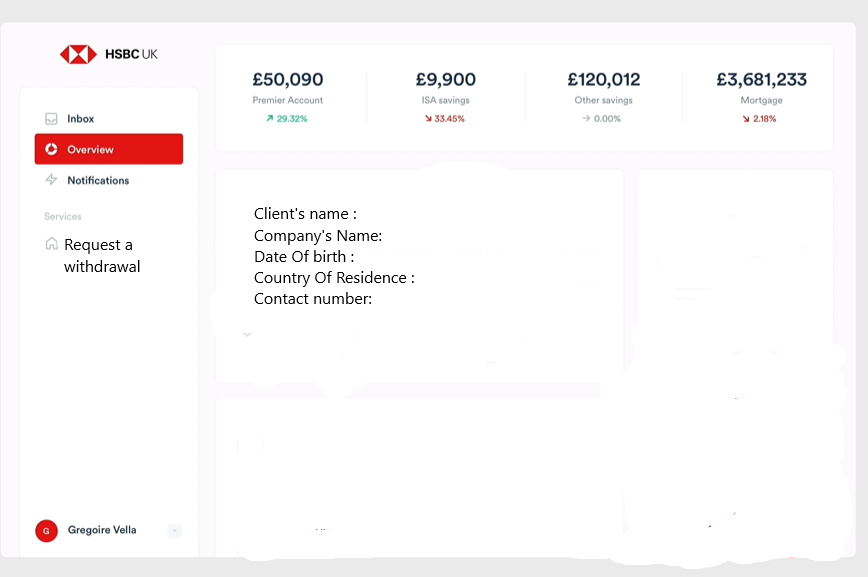 HSBC UK
Inbox
Overview
Notifications
Services
Request a
withdrawal
G Gregoire Vella
£50,090
Premier Account
29.32%
£9,900
ISA savings
33.45%
£120,012
Other savings
0.00%
£3,681,233
Mortgage
2.18%
Client's name :
Company's Name:
Date Of birth :
Country Of Residence :
Contact number: